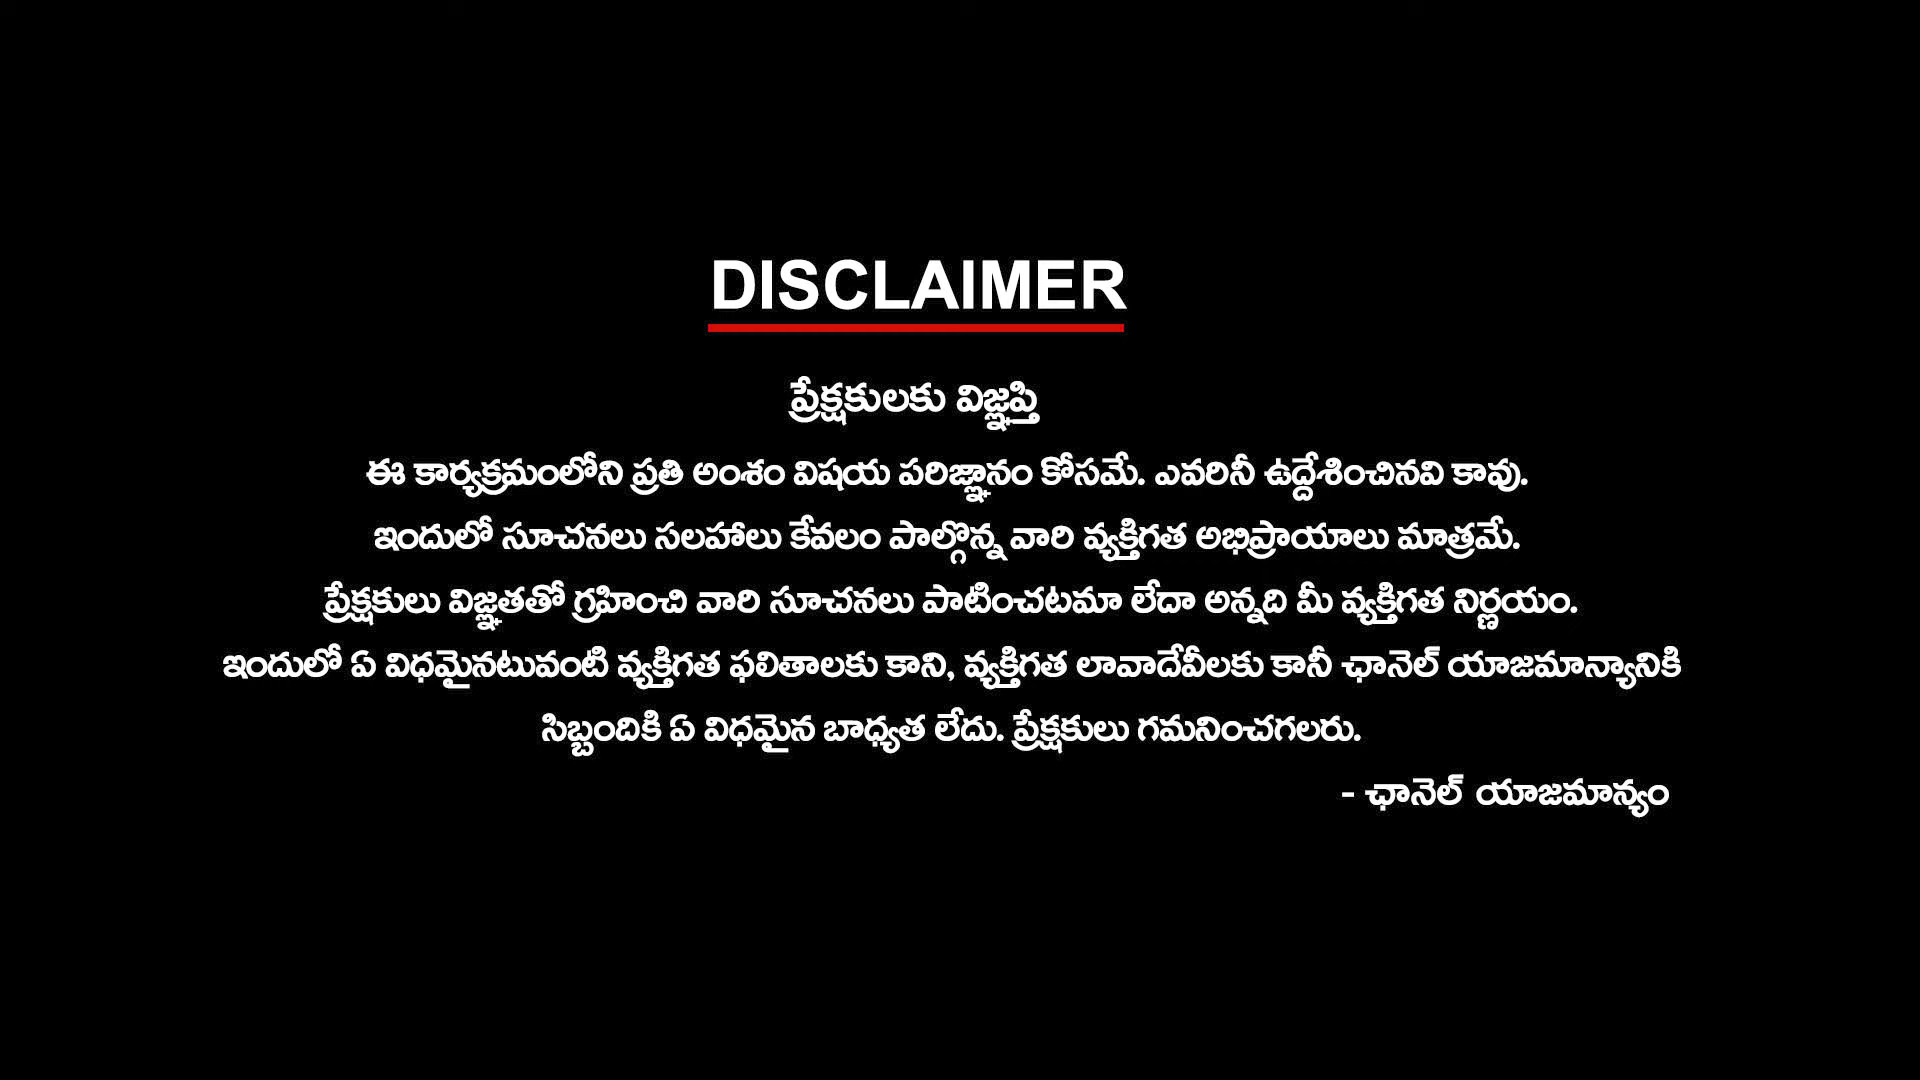 DISCLAIMER
ప్రేక్షకులకు విజ్ఞప్తి
ఈ కార్యక్రమంలోని ప్రతి అంశం విషయ పరిజ్ఞానం కోసమే. ఎవరినీ ఉద్దేశించినవి కావు.
ఇందులో సూచనలు సలహాలు కేవలం పాల్గొన్న వారి వ్యక్తిగత అభిప్రాయాలు మాత్రమే.
ప్రేక్షకులు విజ్ఞతతో గ్రహించి వారి సూచనలు పాటించటమా లేదా అన్నది మీ వ్యక్తిగత నిర్ణయం.
ఇందులో ఏ విధమైనటువంటి వ్యక్తిగత ఫలితాలకు కాని, వ్యక్తిగత లావాదేవీలకు కానీ ఛానెల్ యాజమాన్యానికి
సిబ్బందికి ఏ విధమైన బాధ్యత లేదు. ప్రేక్షకులు గమనించగలరు.
- ఛానెల్ యాజమాన్యం